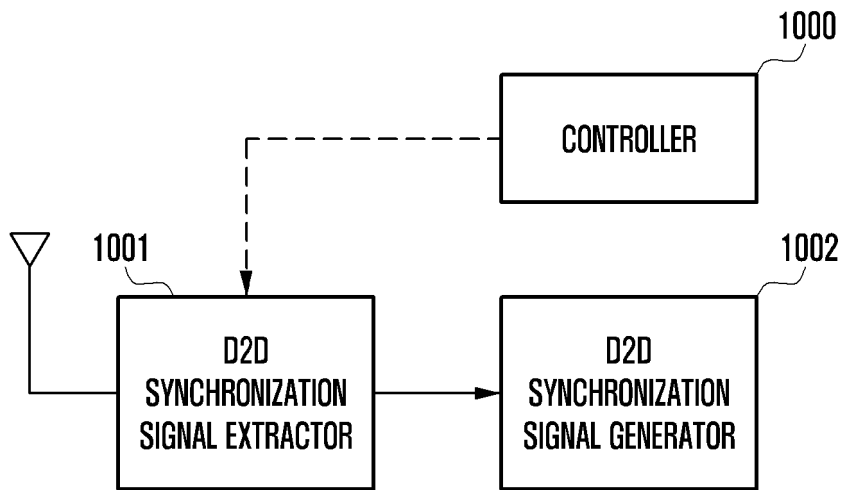 1000
CONTROLLER
1001
D2D
SYNCHRONIZATION
SIGNAL EXTRACTOR
1002
D2D
SYNCHRONIZATION
SIGNAL GENERATOR